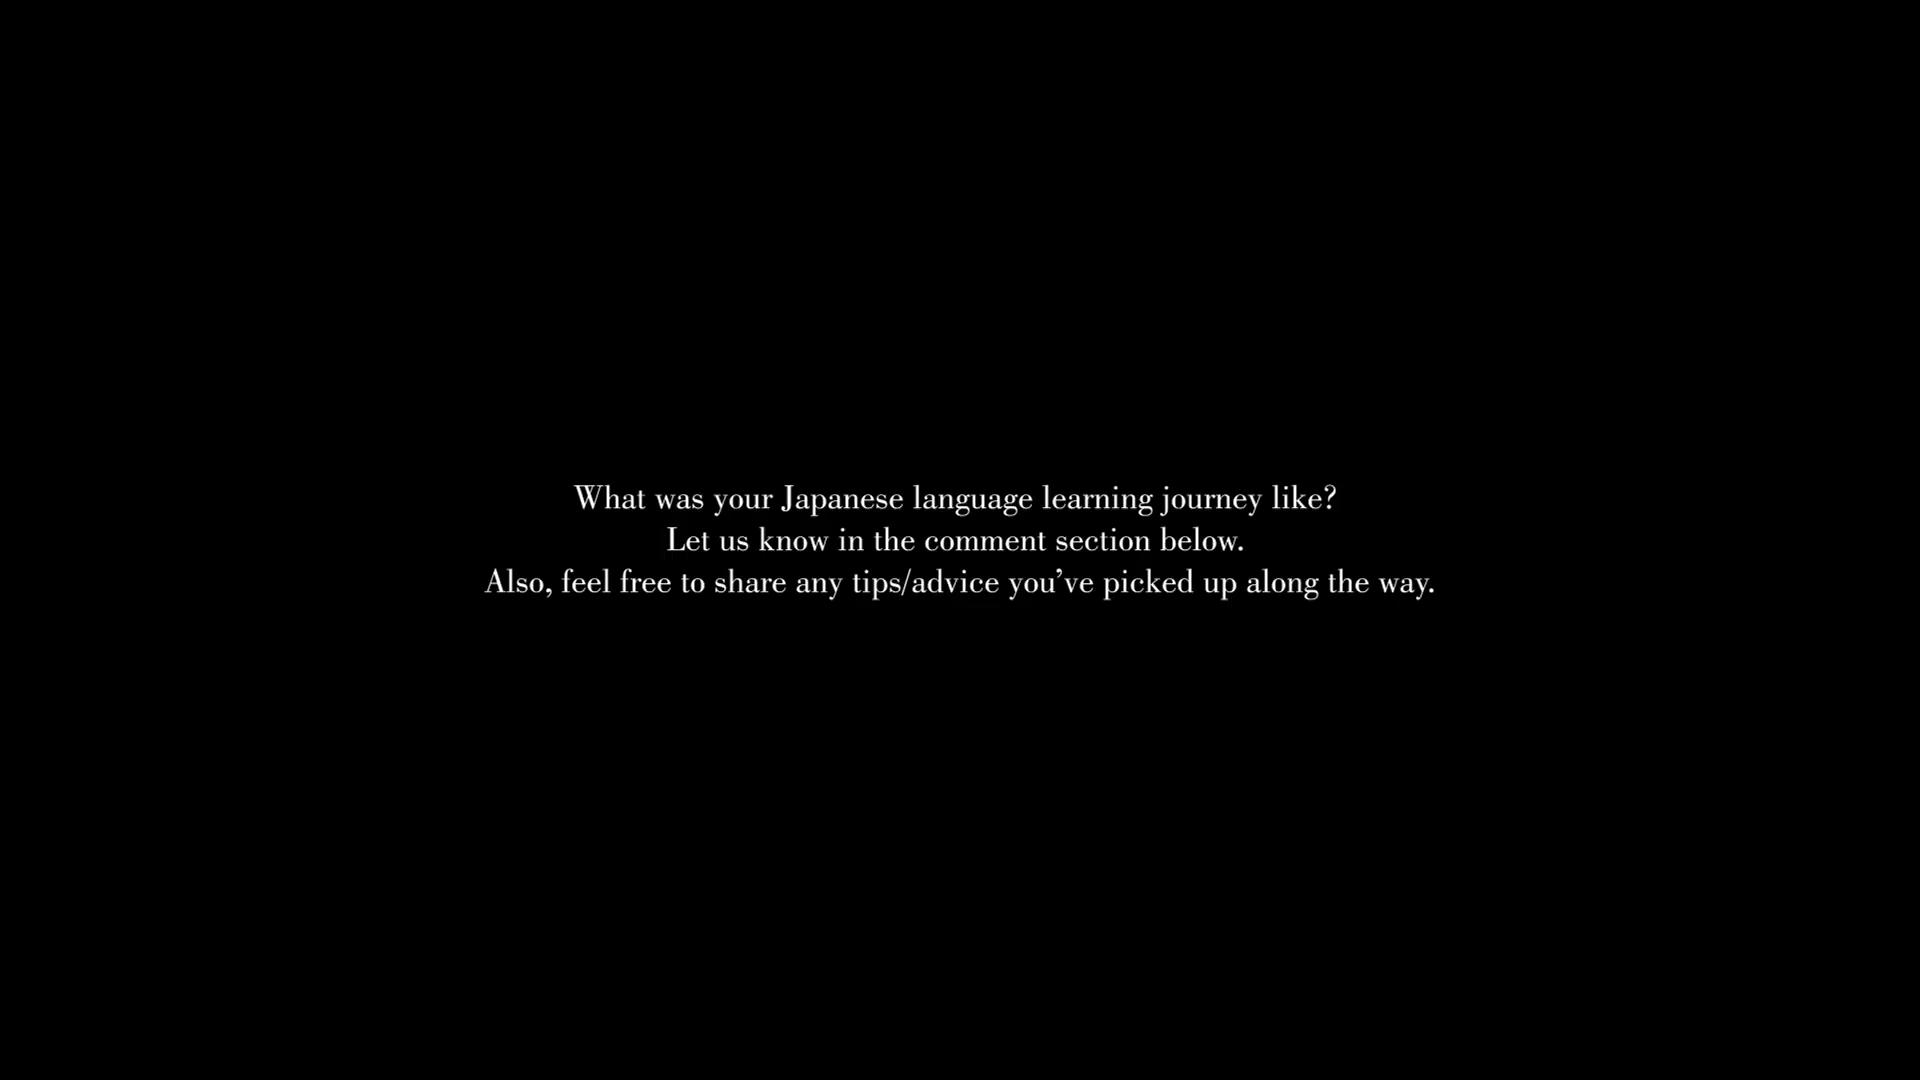 What was your Japanese language learning journey like?
Let us know in the comment section below.
Also, feel free to share any tips/advice you’ve picked up along the way.